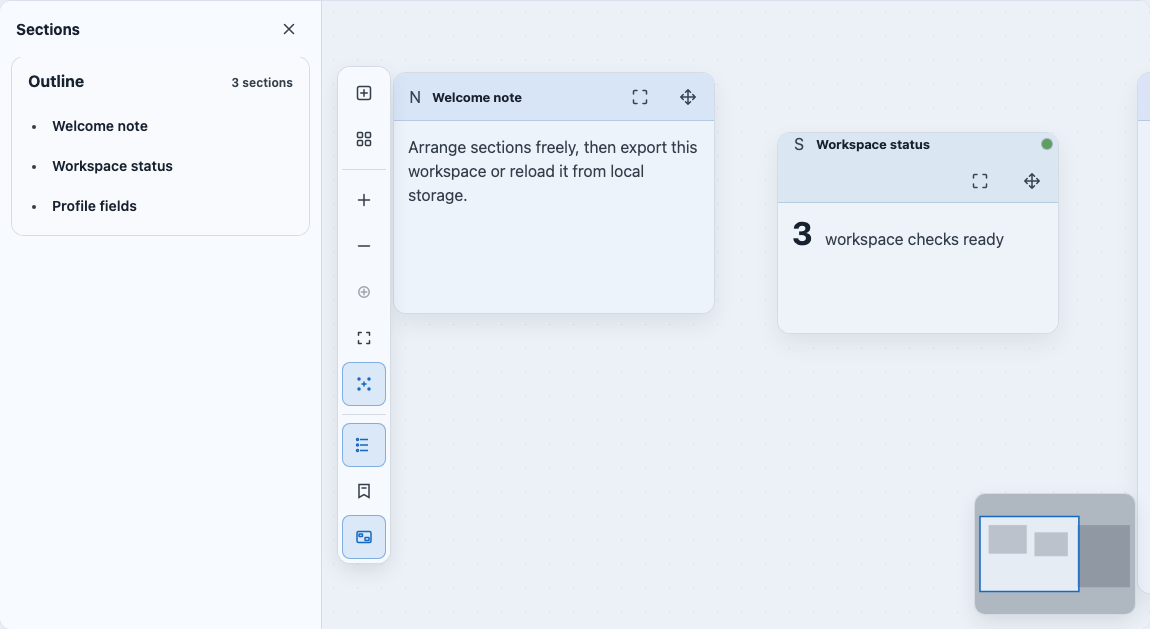 Sections
Outline
3 sections
Welcome note
Workspace status
Profile fields
N Welcome note
Arrange sections freely, then export this
workspace or reload it from local
storage.
S Workspace status
3 workspace checks ready